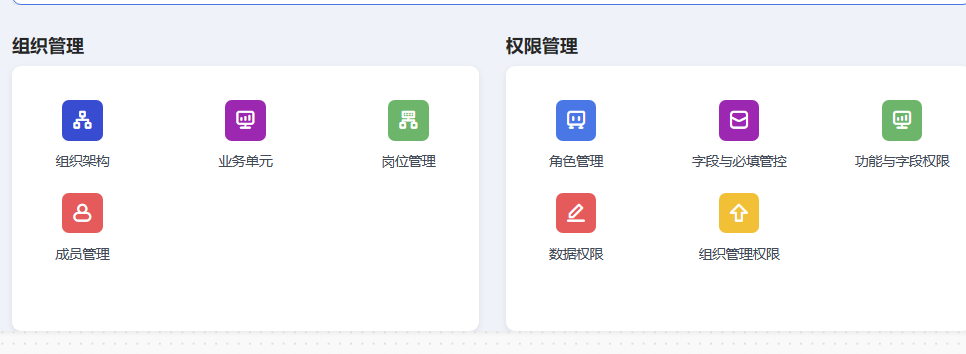 组织管理
组织架构
业务单元
岗位管理
成员管理
权限管理
角色管理
字段与必填管控
功能与字段权限
数据权限
组织管理权限